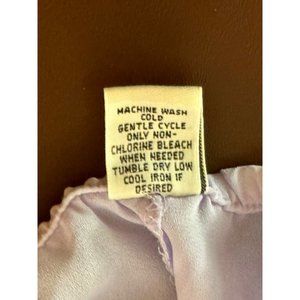 MACHINE WASH
COLD
GENTLE CYCLE
ONLY NON-
CHLORINE BLEACH
WHEN NEEDED
TUMBLE DRY LOW
COOL IRON IF
DESIRED